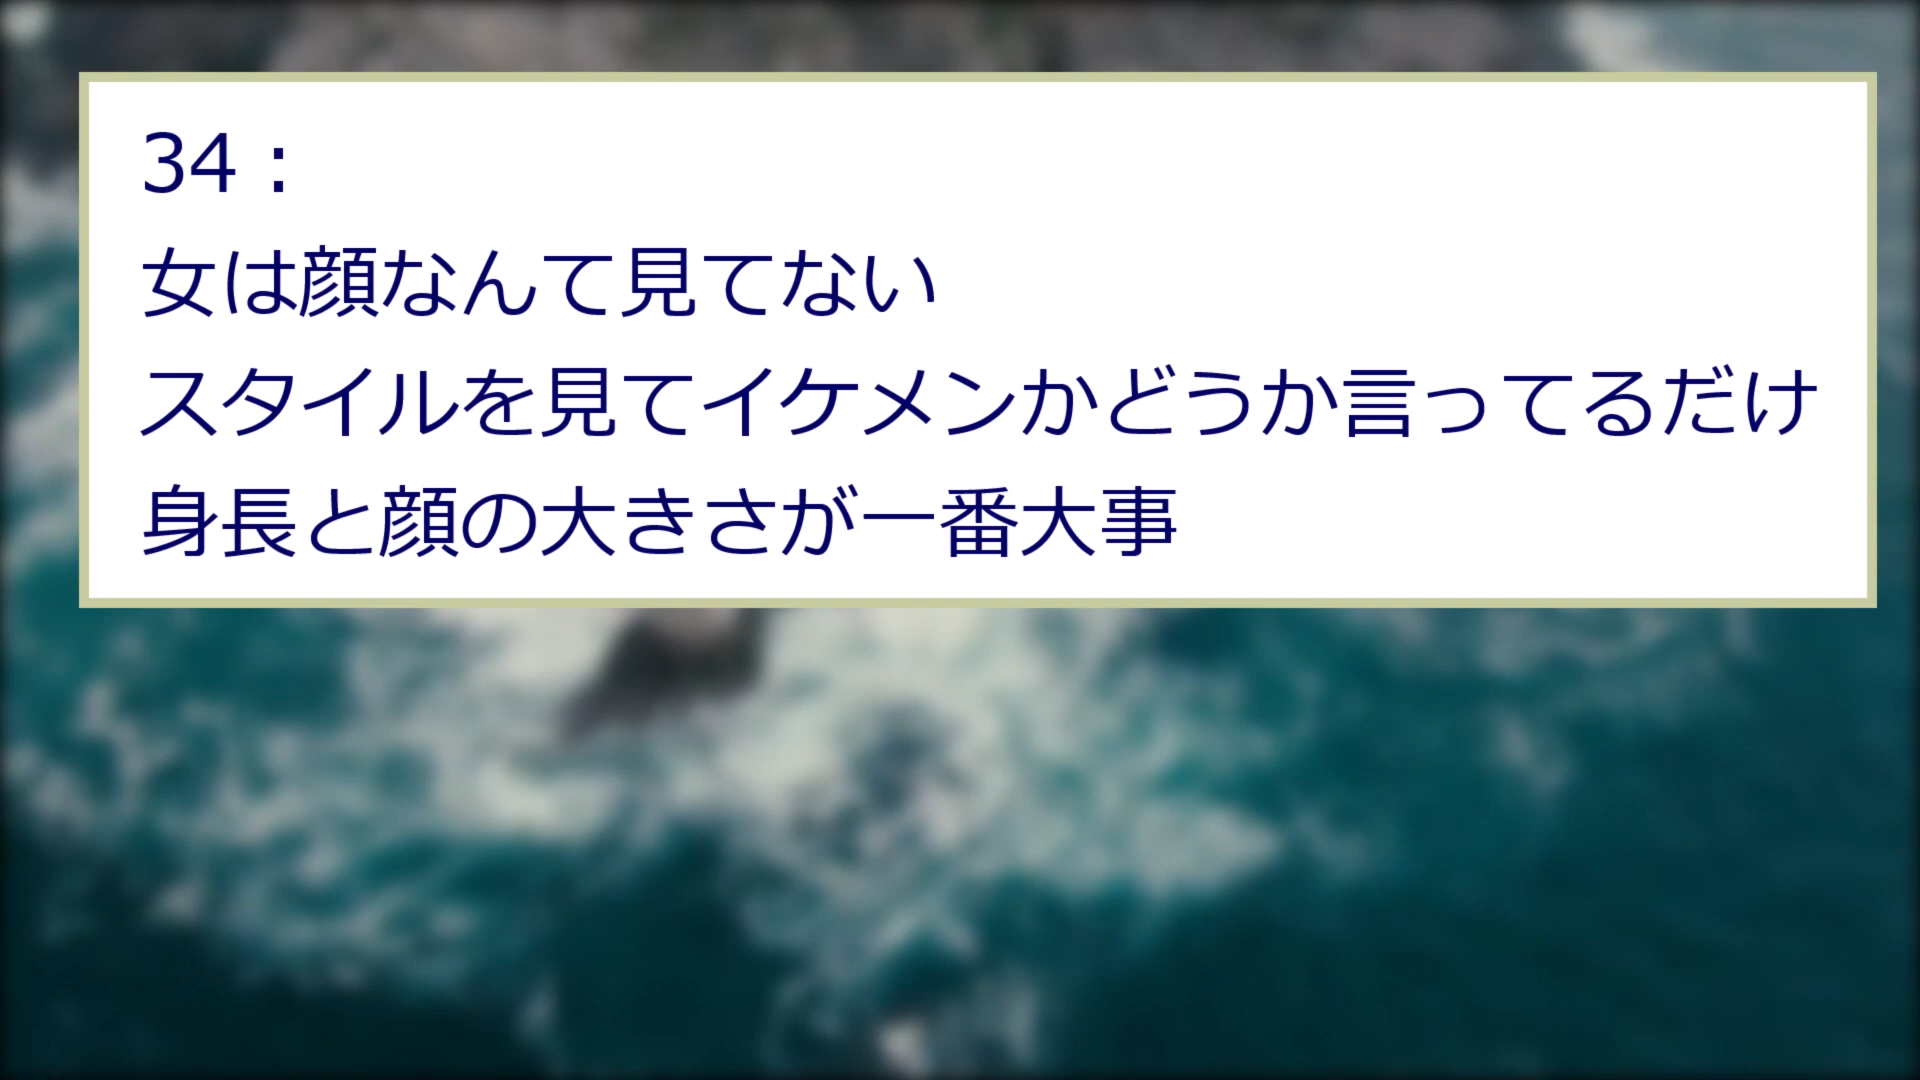 34：
女は顔なんて見てない
スタイルを見てイケメンかどうか言ってるだけ
身長と顔の大きさが一番大事